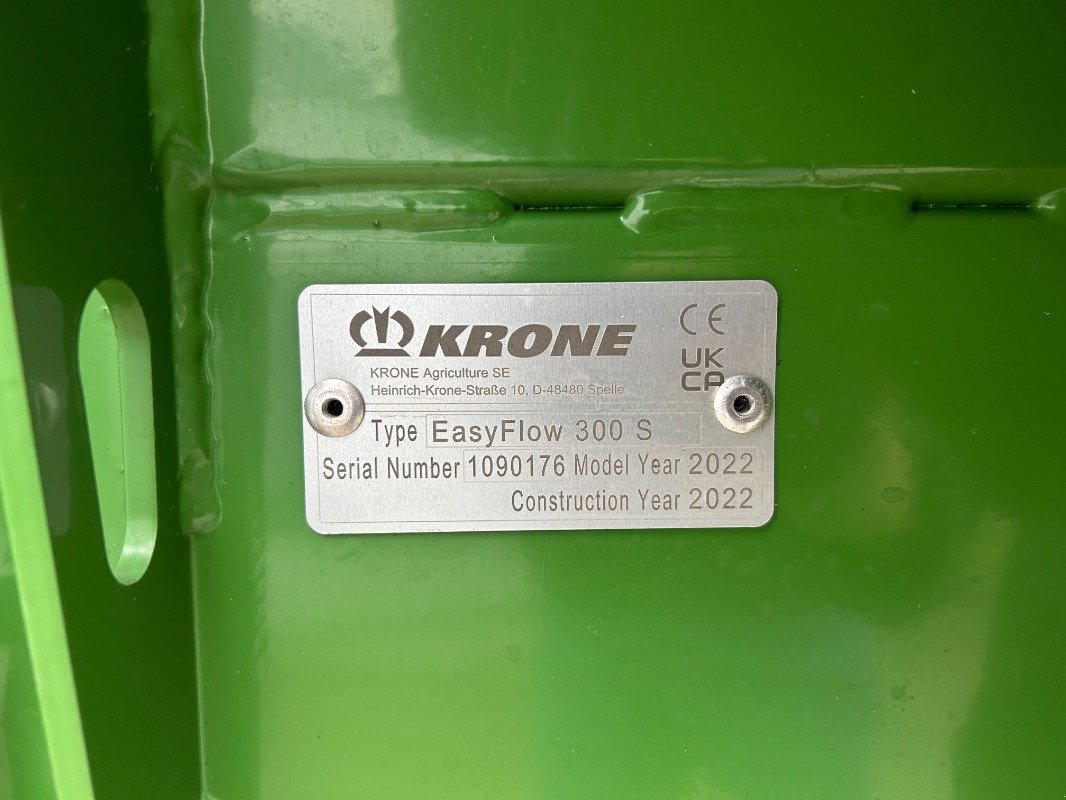 KRONE
CE
UK
CA
KRONE Agriculture SE
Heinrich-Krone-Straße 10, D-48480 Spelle
Type EasyFlow 300 S
Serial Number 1090176 Model Year 2022
Construction Year 2022